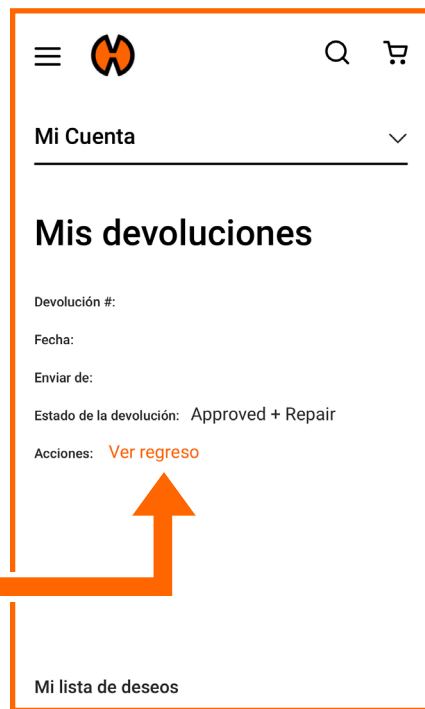 Mi Cuenta
Mis devoluciones
Devolución #:
Fecha:
Enviar de:
Estado de la devolución: Approved + Repair
Acciones: Ver regreso
Mi lista de deseos